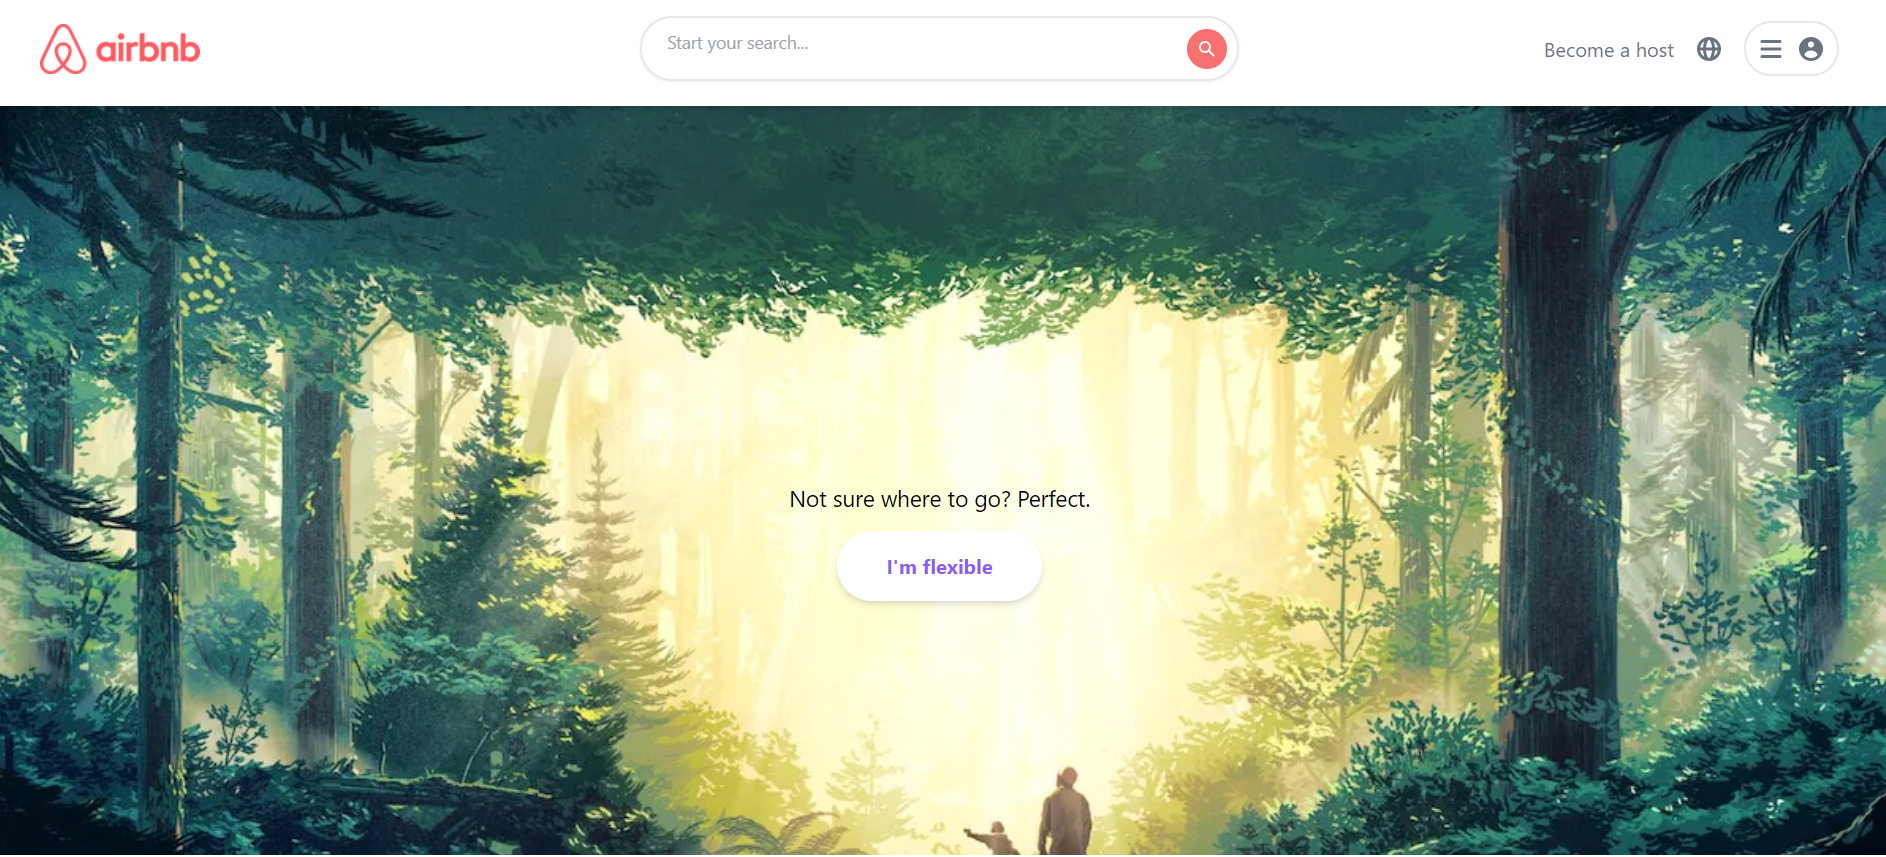 airbnb
Start your search...
Become a host
Not sure where to go? Perfect.
I'm flexible